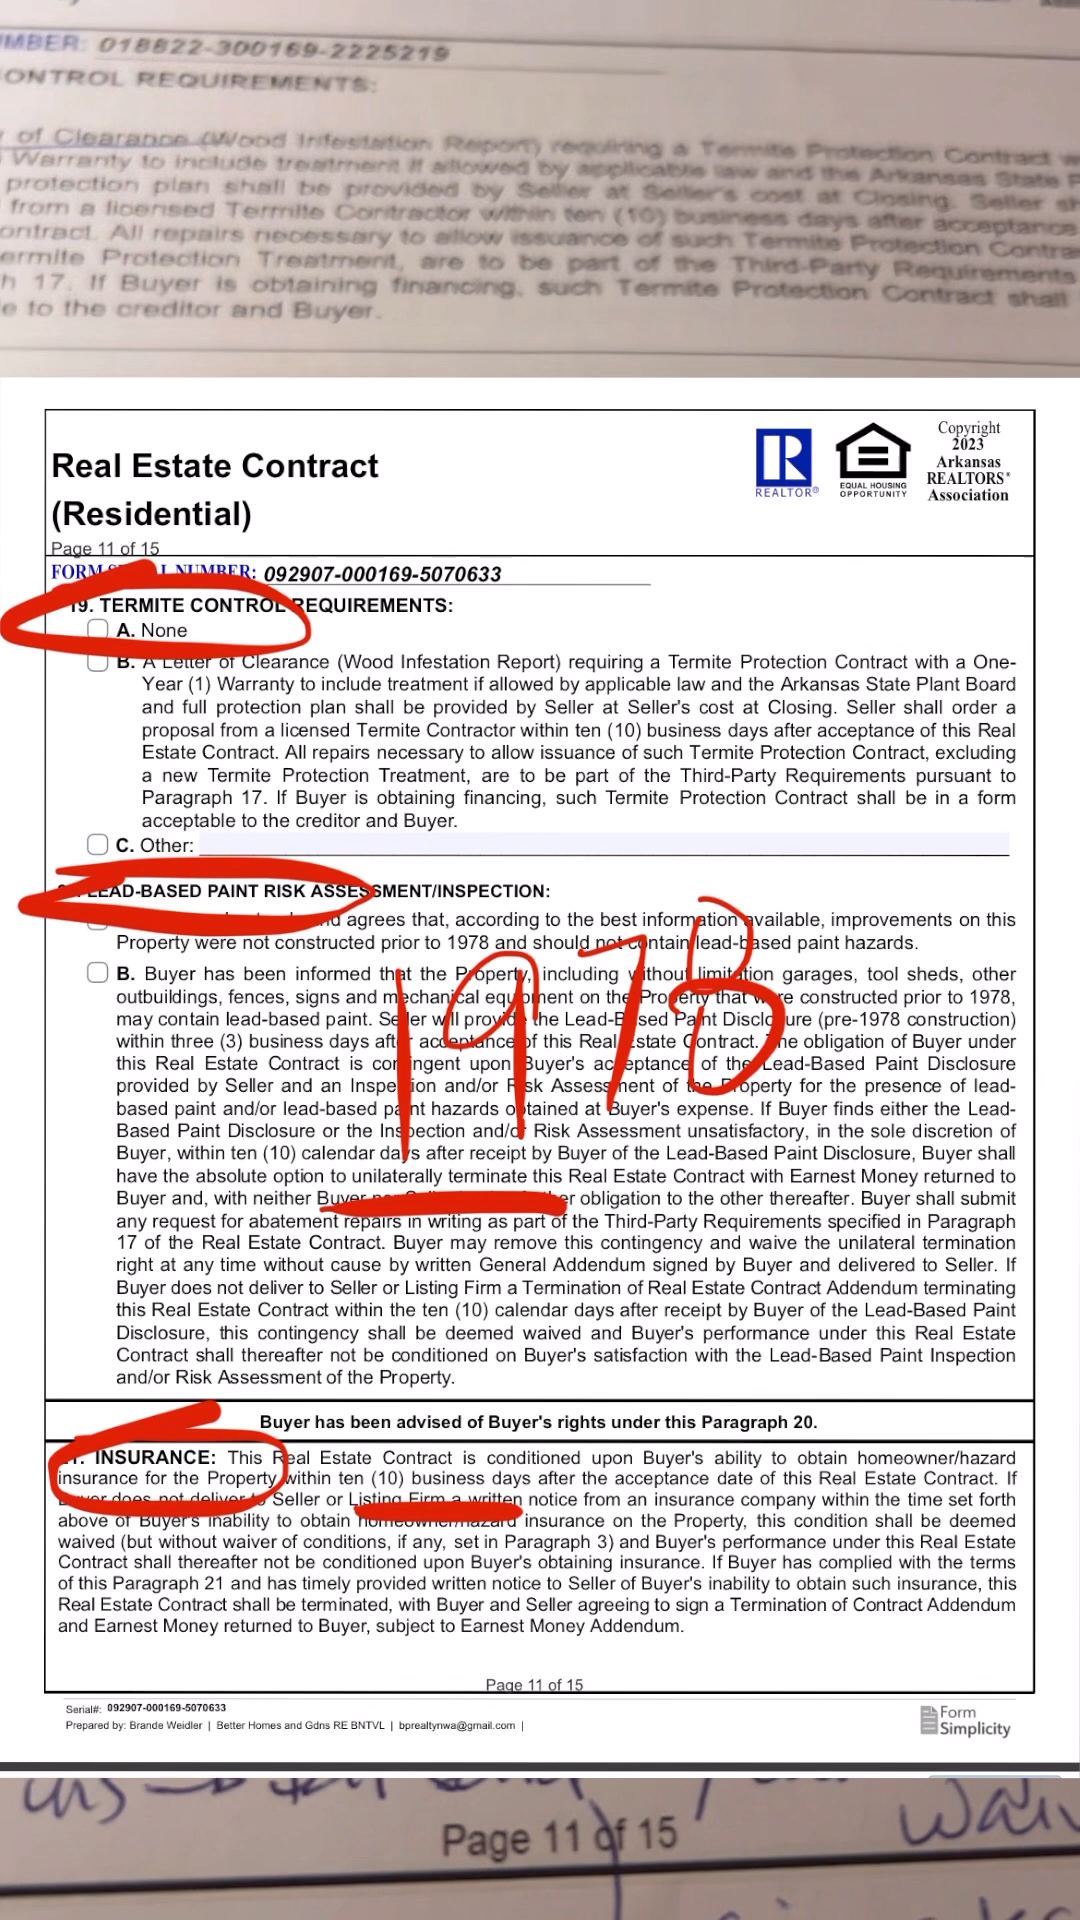 MBER: 018822-300169-2225219
ONTROL REQUIREMENTS:
of Clearance (Wood Infestation Report) requiring a Termite Protection Contract
Warranty to include treatment if allowed by applicable law and the Arkansas State
protection plan shall be provided by Seller at Seller's cost at Closing. Seller
from a licensed Termite Contractor within ten (10) business days after acceptance
ontract. All repairs necessary to allow issuance of such Termite Protection Contra
ermite Protection Treatment, are to be part of the Third-Party Requirements
h 17. If Buyer is obtaining financing, such Termite Protection Contract shall
e to the creditor and Buyer.
Real Estate Contract
(Residential)
Page 11 of 15
REALTOR®
EQUAL HOUSING
OPPORTUNITY
Copyright
2023
Arkansas
REALTORS®
Association
FORM NUMBER: 092907-000169-5070633
19. TERMITE CONTROL REQUIREMENTS:
A. None
B. A Letter of Clearance (Wood Infestation Report) requiring a Termite Protection Contract with a One-
Year (1) Warranty to include treatment if allowed by applicable law and the Arkansas State Plant Board
and full protection plan shall be provided by Seller at Seller's cost at Closing. Seller shall order a
proposal from a licensed Termite Contractor within ten (10) business days after acceptance of this Real
Estate Contract. All repairs necessary to allow issuance of such Termite Protection Contract, excluding
a new Termite Protection Treatment, are to be part of the Third-Party Requirements pursuant to
Paragraph 17. If Buyer is obtaining financing, such Termite Protection Contract shall be in a form
acceptable to the creditor and Buyer.
C. Other:
LEAD-BASED PAINT RISK ASSESSMENT/INSPECTION:
agrees that, according to the best information available, improvements on this
Property were not constructed prior to 1978 and should not contain lead-based paint hazards.
1978
B. Buyer has been informed that the Property, including without limitation garages, tool sheds, other
outbuildings, fences, signs and mechanical equipment on the Property that were constructed prior to 1978,
may contain lead-based paint. Seller will provide the Lead-Based Paint Disclosure (pre-1978 construction)
within three (3) business days after acceptance of this Real Estate Contract. The obligation of Buyer under
this Real Estate Contract is contingent upon Buyer's acceptance of the Lead-Based Paint Disclosure
provided by Seller and an Inspection and/or Risk Assessment of the Property for the presence of lead-
based paint and/or lead-based paint hazards obtained at Buyer's expense. If Buyer finds either the Lead-
Based Paint Disclosure or the Inspection and/or Risk Assessment unsatisfactory, in the sole discretion of
Buyer, within ten (10) calendar days after receipt by Buyer of the Lead-Based Paint Disclosure, Buyer shall
have the absolute option to unilaterally terminate this Real Estate Contract with Earnest Money returned to
Buyer and, with neither Buyer obligation to the other thereafter. Buyer shall submit
any request for abatement repairs in writing as part of the Third-Party Requirements specified in Paragraph
17 of the Real Estate Contract. Buyer may remove this contingency and waive the unilateral termination
right at any time without cause by written General Addendum signed by Buyer and delivered to Seller. If
Buyer does not deliver to Seller or Listing Firm a Termination of Real Estate Contract Addendum terminating
this Real Estate Contract within the ten (10) calendar days after receipt by Buyer of the Lead-Based Paint
Disclosure, this contingency shall be deemed waived and Buyer's performance under this Real Estate
Contract shall thereafter not be conditioned on Buyer's satisfaction with the Lead-Based Paint Inspection
and/or Risk Assessment of the Property.
Buyer has been advised of Buyer's rights under this Paragraph 20.
INSURANCE: This Real Estate Contract is conditioned upon Buyer's ability to obtain homeowner/hazard
insurance for the Property within ten (10) business days after the acceptance date of this Real Estate Contract. If
Buyer does not deliver to Seller or Listing Firm a written notice from an insurance company within the time set forth
above of Buyer's inability to obtain homeowner/hazard insurance on the Property, this condition shall be deemed
waived (but without waiver of conditions, if any, set in Paragraph 3) and Buyer's performance under this Real Estate
Contract shall thereafter not be conditioned upon Buyer's obtaining insurance. If Buyer has complied with the terms
of this Paragraph 21 and has timely provided written notice to Seller of Buyer's inability to obtain such insurance, this
Real Estate Contract shall be terminated, with Buyer and Seller agreeing to sign a Termination of Contract Addendum
and Earnest Money returned to Buyer, subject to Earnest Money Addendum.
Page 11 of 15
Serial#: 092907-000169-5070633
Prepared by: Brande Weidler | Better Homes and Gdns RE BNTVL | bprealtynwa@gmail.com |
Form
Simplicity
Page 11 of 15